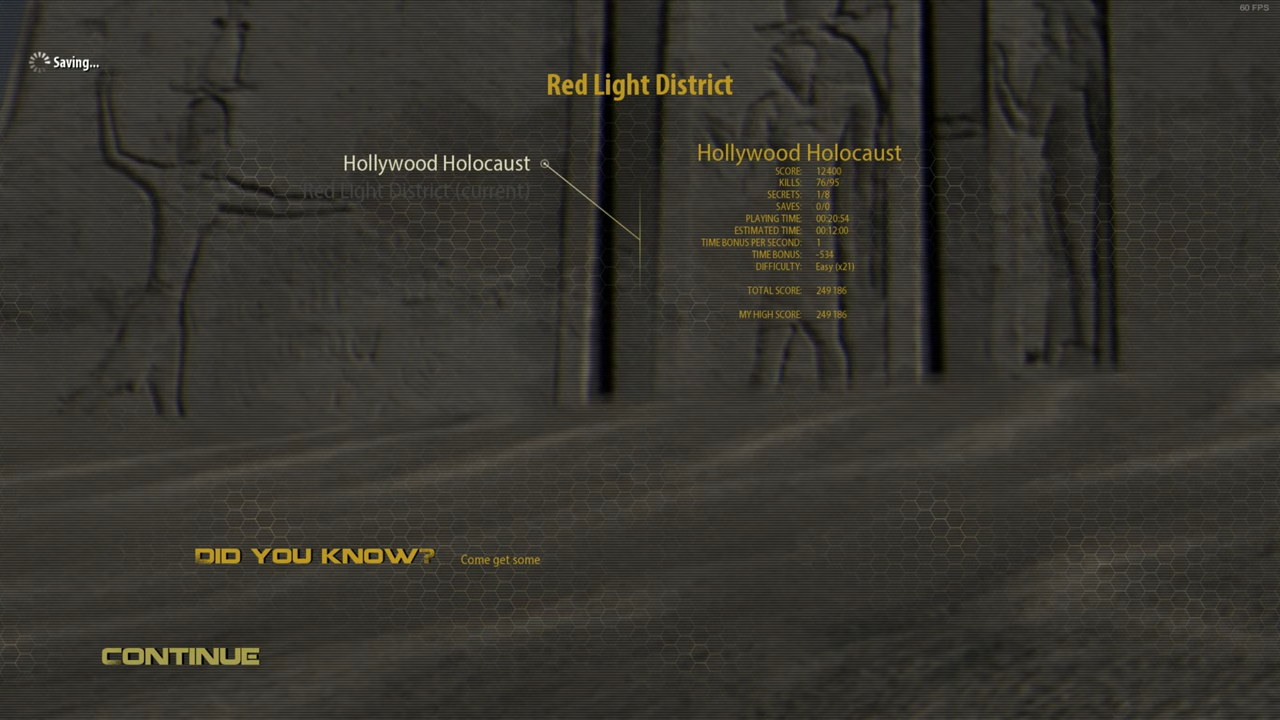 60 FPS
Saving...
Red Light District
Hollywood Holocaust
Red Light District (current)
Hollywood Holocaust
SCORE: 12400
KILLS: 76/95
SECRETS: 1/8
SAVES: 0/0
PLAYING TIME: 00:20:54
ESTIMATED TIME: 00:12:00
TIME BONUS PER SECOND: 1
TIME BONUS: -534
DIFFICULTY: Easy (x21)
TOTAL SCORE: 249 186
MY HIGH SCORE: 249 186
DID YOU KNOW? Come get some
CONTINUE